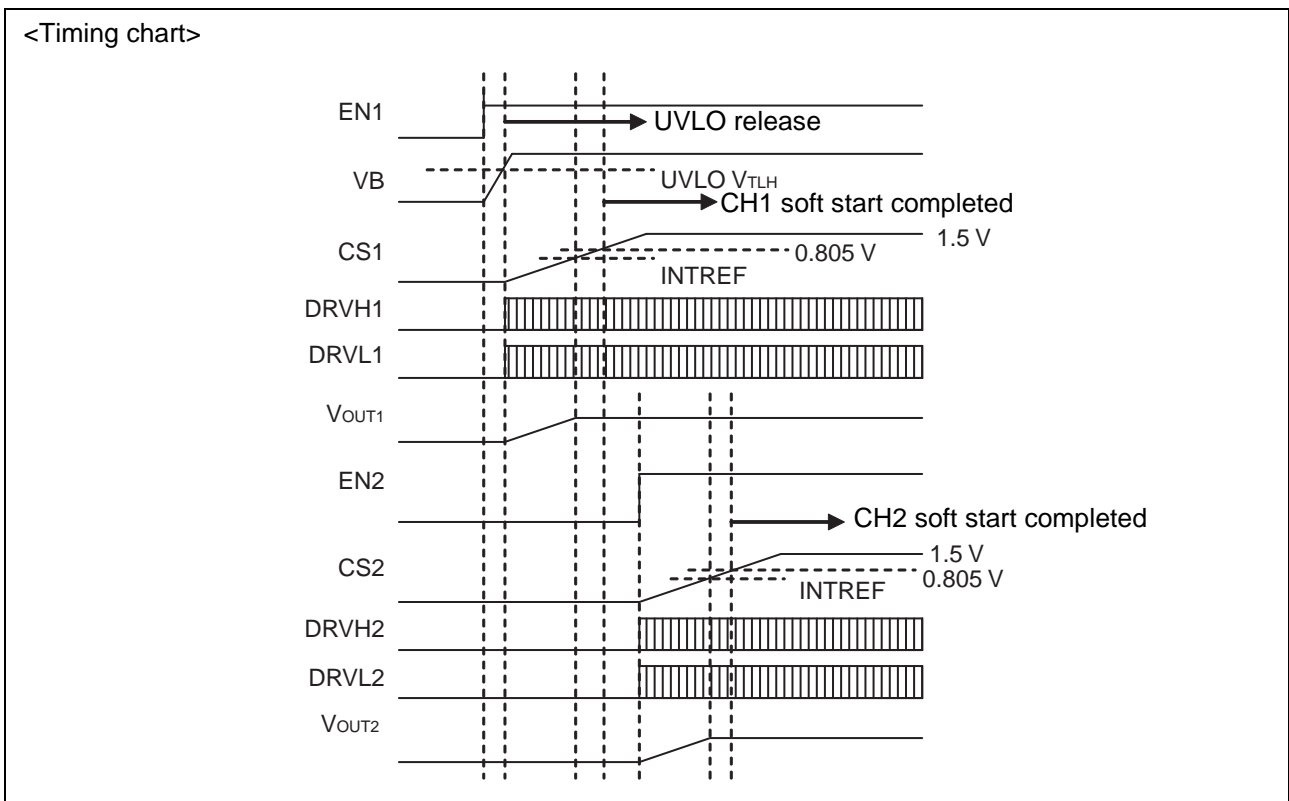 <Timing chart>
EN1
UVLO release
VB
UVLO VTLH
CH1 soft start completed
CS1
1.5 V
0.805 V
INTREF
DRVH1
DRVL1
VOUT1
EN2
CH2 soft start completed
CS2
1.5 V
0.805 V
INTREF
DRVH2
DRVL2
VOUT2